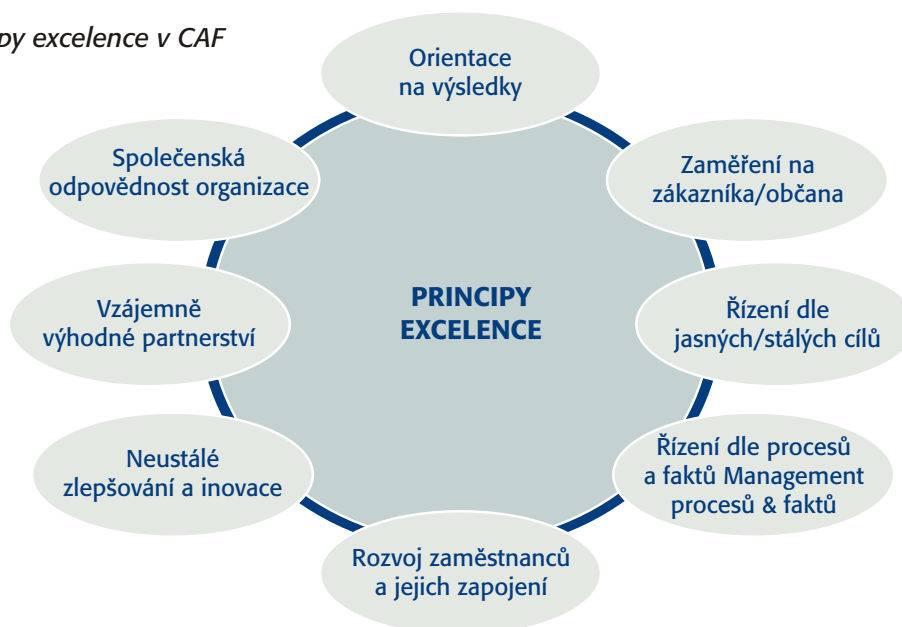 py excelence v CAF
Orientace
na výsledky
Společenská
odpovědnost organizace
Zaměření na
zákazníka/občana
Vzájemně
výhodné partnerství
PRINCIPY
EXCELENCE
Řízení dle
jasných/stálých cílů
Neustálé
zlepšování a inovace
Řízení dle procesů
a faktů Management
procesů & faktů
Rozvoj zaměstnanců
a jejich zapojení